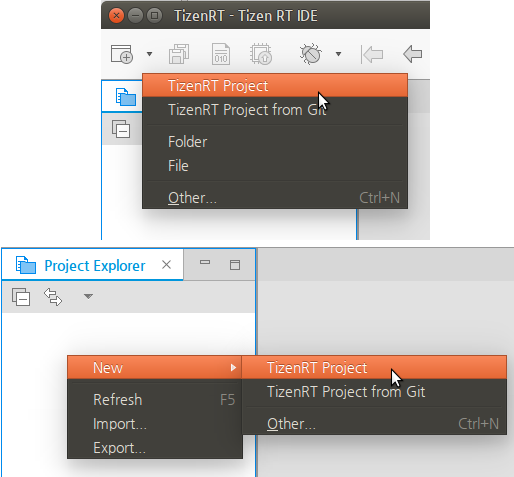 TizenRT - Tizen RT IDE
010
TizenRT Project
TizenRT Project from Git
Folder
File
Other... Ctrl+N
Project Explorer
New TizenRT Project
TizenRT Project from Git
Refresh F5
Import... Other... Ctrl+N
Export...